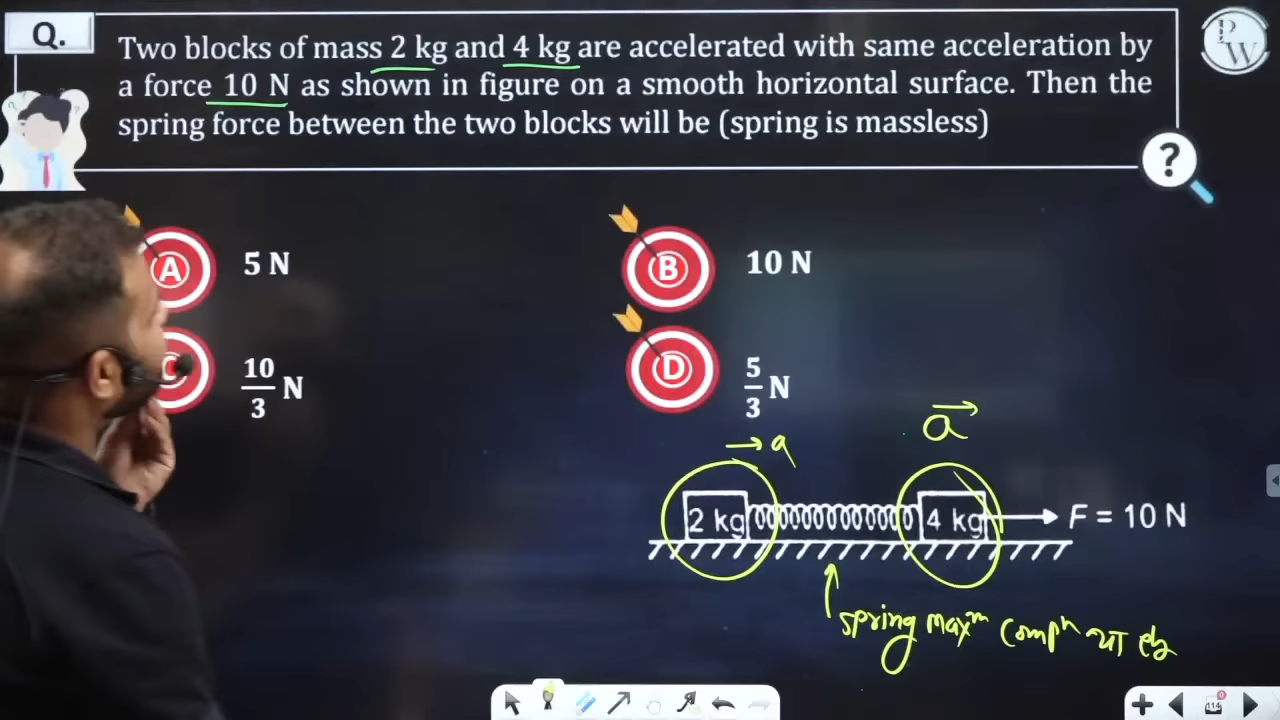 Q.
PW
Two blocks of mass 2 kg and 4 kg are accelerated with same acceleration by
a force 10 N as shown in figure on a smooth horizontal surface. Then the
spring force between the two blocks will be (spring is massless)
?
A 5 N
B 10 N
C 10/3 N
D 5/3 N
→ a
a
2 kg
4 kg
F = 10 N
spring maxᵐ compⁿ या
114